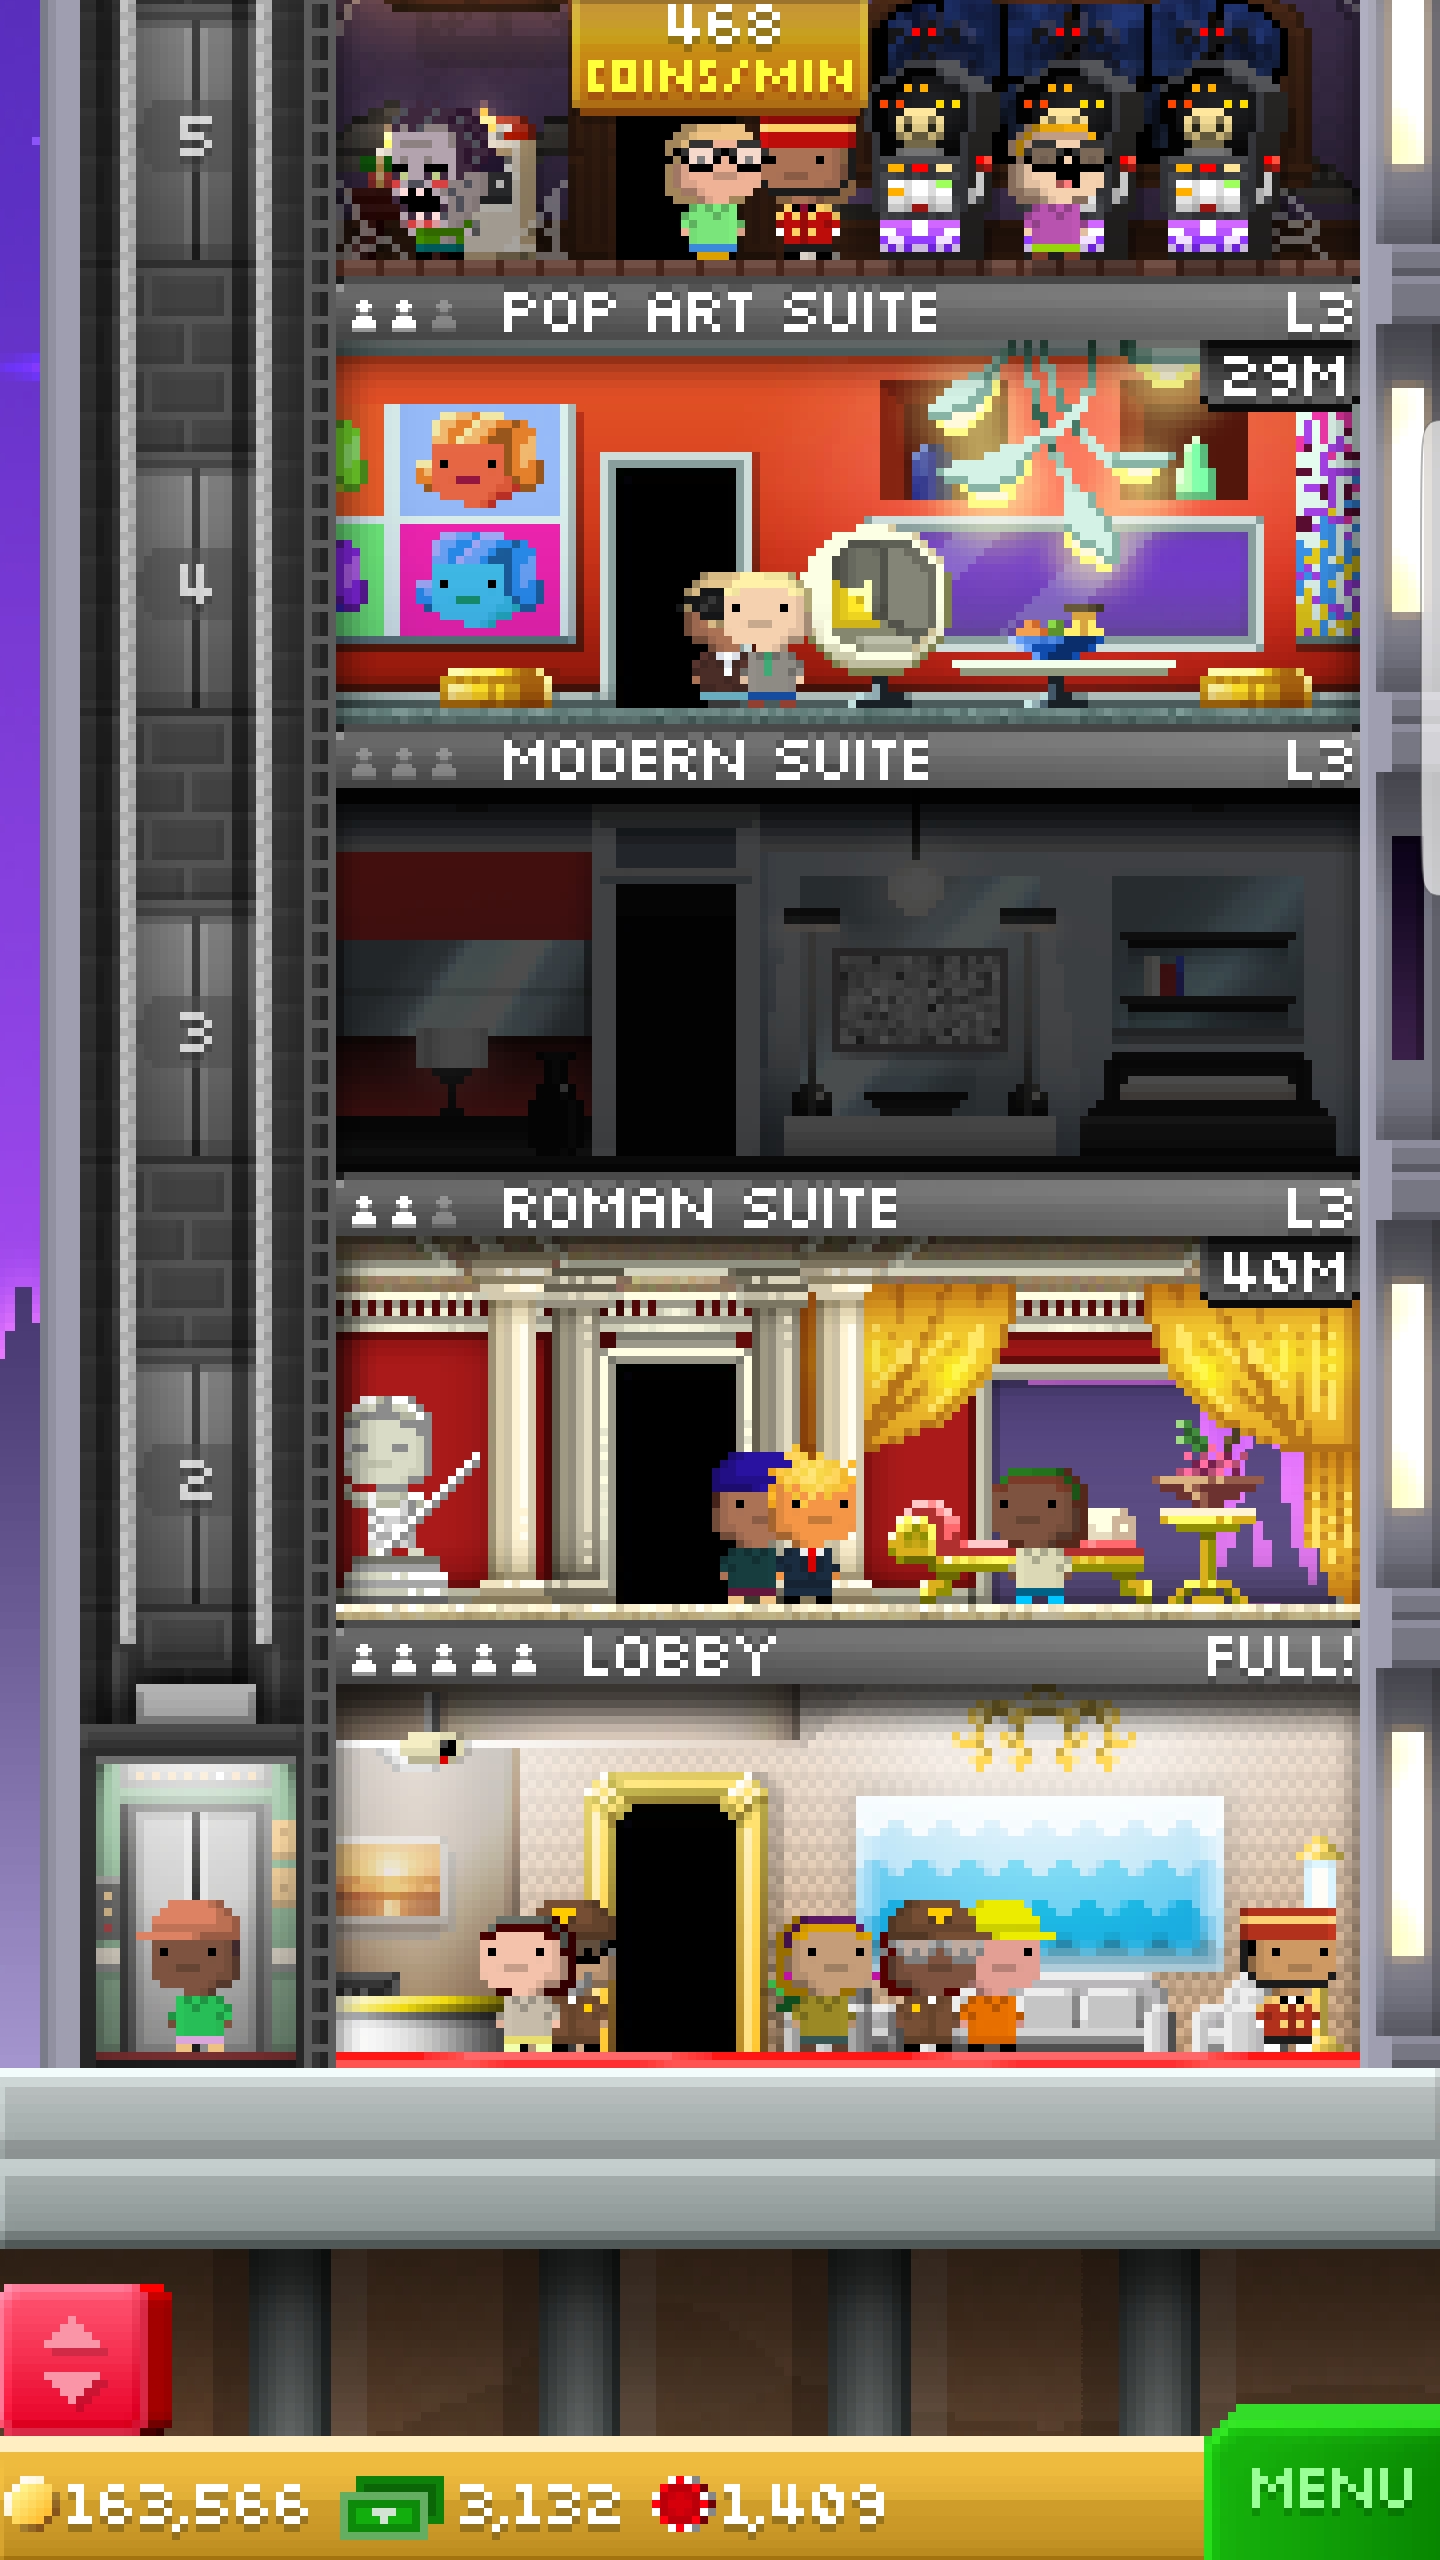 468
COINS/MIN
5
POP ART SUITE L3
29M
4
MODERN SUITE L3
3
ROMAN SUITE L3
40M
2
LOBBY FULL!
163,566 3,132 1,409
MENU